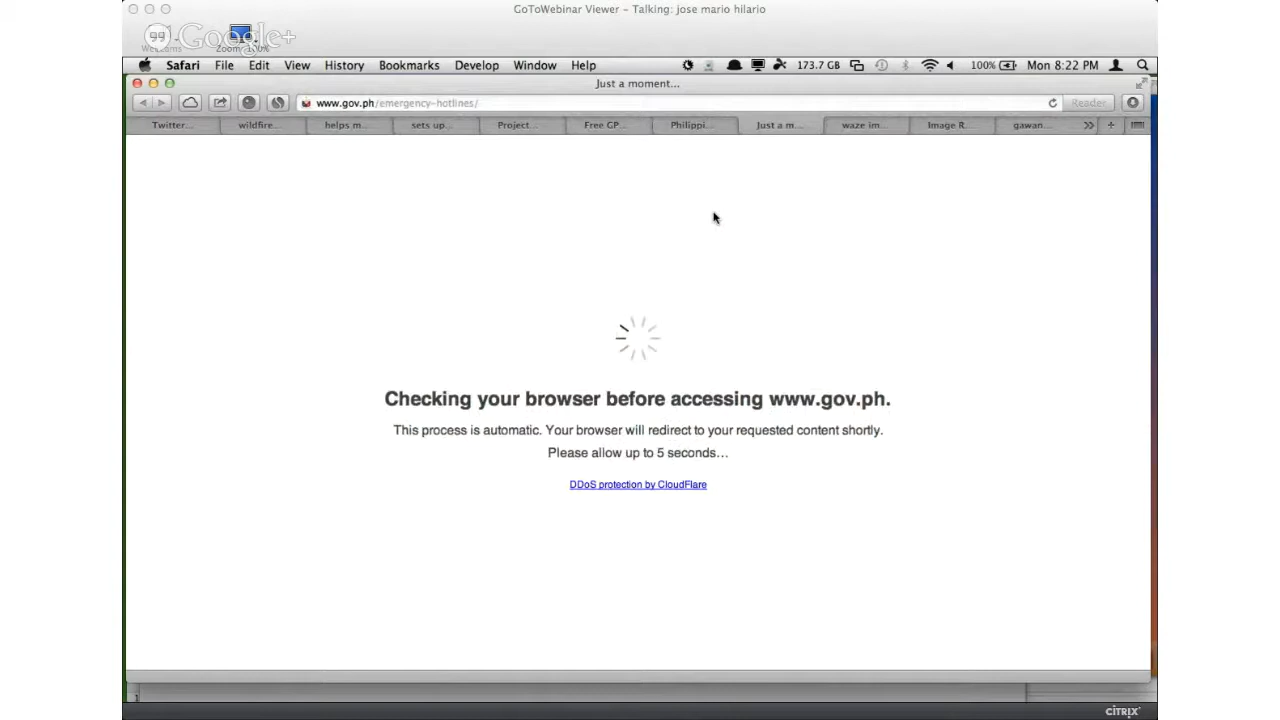 GoToWebinar Viewer – Talking: jose mario hilario
Google+
Zoom 100%
Safari File Edit View History Bookmarks Develop Window Help 173.7 GB 100% Mon 8:22 PM
Just a moment...
www.gov.ph/emergency-hotlines/ Reader
Twitter... wildfire... helps m... sets up... Project... Free GP... Philippi... Just a m... waze im... Image R... gawan...
Checking your browser before accessing www.gov.ph.
This process is automatic. Your browser will redirect to your requested content shortly.
Please allow up to 5 seconds...
DDoS protection by CloudFlare
CITRIX